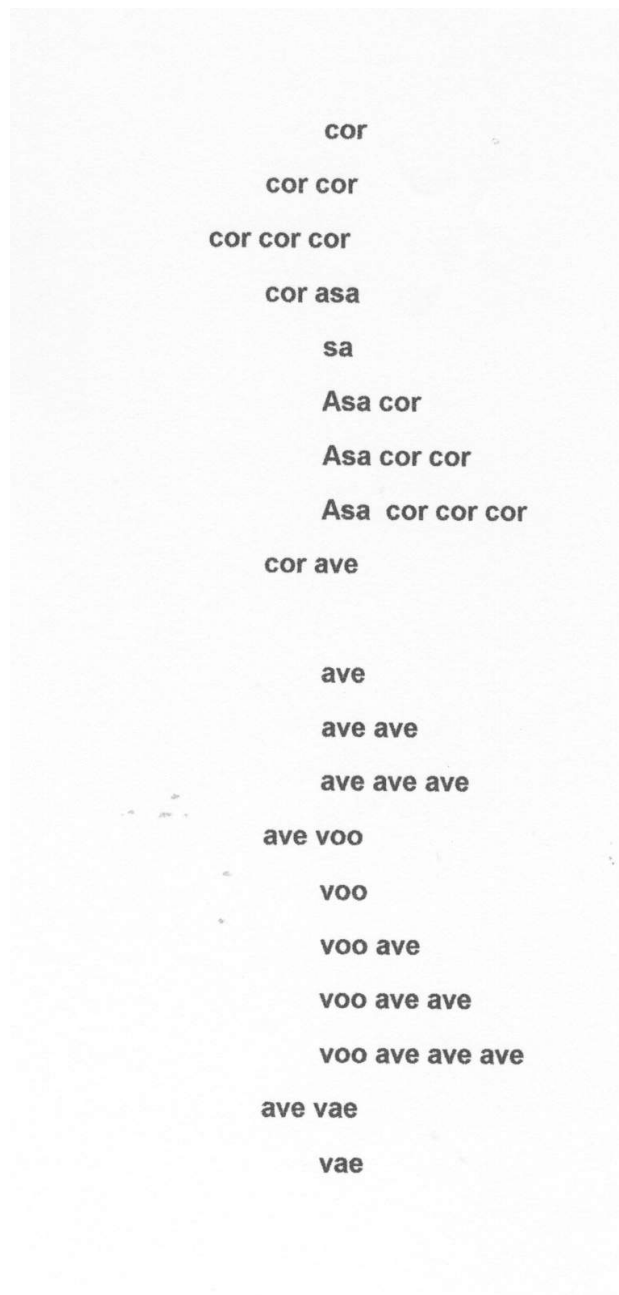 cor
cor cor
cor cor cor
cor asa
sa
Asa cor
Asa cor cor
Asa cor cor cor
cor ave
ave
ave ave
ave ave ave
ave voo
voo
voo ave
voo ave ave
voo ave ave ave
ave vae
vae